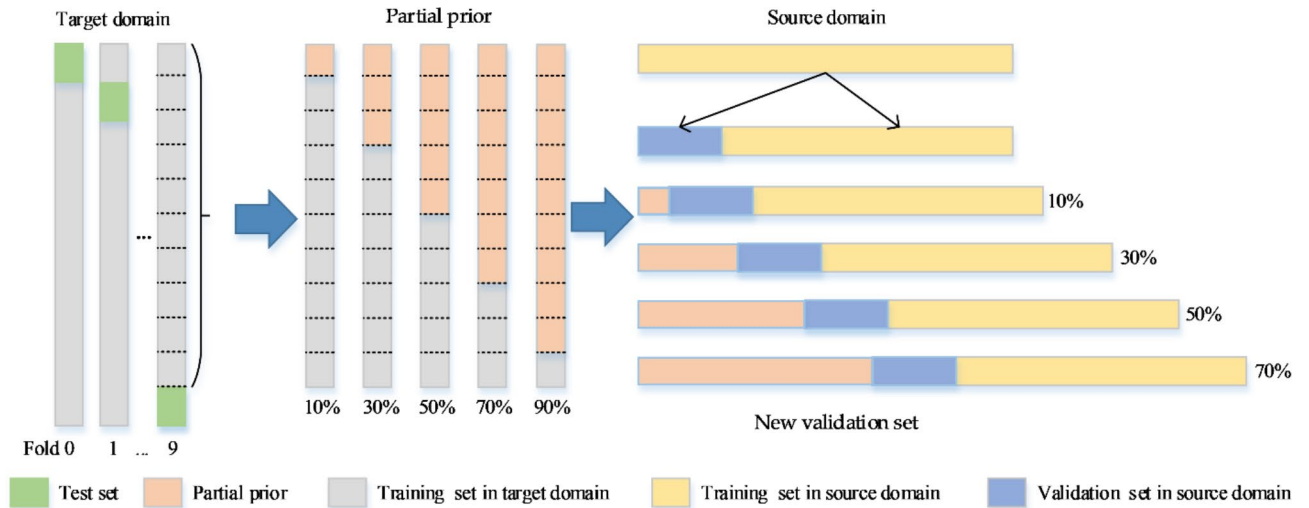 Target domain
Partial prior
Source domain
10%
30%
...
50%
70%
10% 30% 50% 70% 90%
New validation set
Fold 0 1 ... 9
Test set
Partial prior
Training set in target domain
Training set in source domain
Validation set in source domain